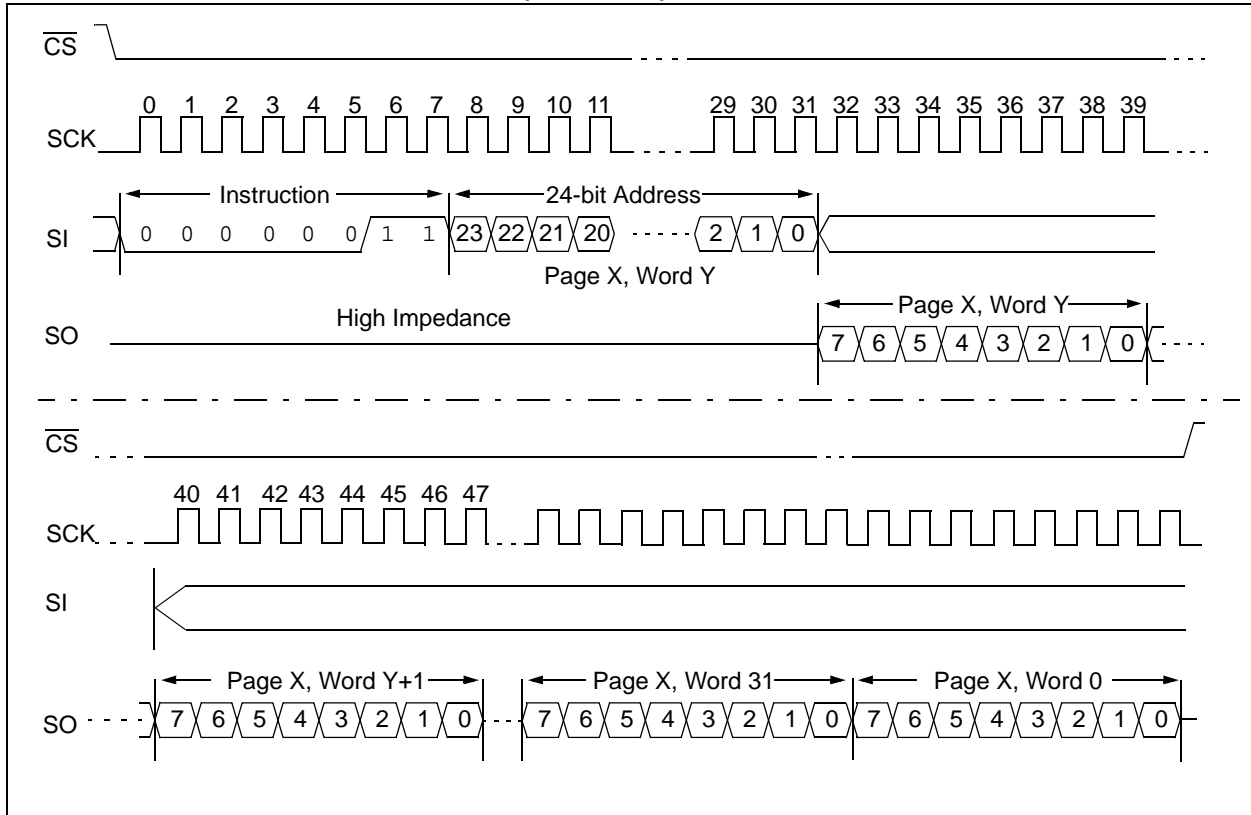 CS
0 1 2 3 4 5 6 7 8 9 10 11 29 30 31 32 33 34 35 36 37 38 39
SCK
Instruction 24-bit Address
SI 0 0 0 0 0 0 1 1 23 22 21 20 2 1 0
Page X, Word Y
High Impedance Page X, Word Y
SO 7 6 5 4 3 2 1 0
CS
40 41 42 43 44 45 46 47
SCK
SI
Page X, Word Y+1 Page X, Word 31 Page X, Word 0
SO 7 6 5 4 3 2 1 0 7 6 5 4 3 2 1 0 7 6 5 4 3 2 1 0